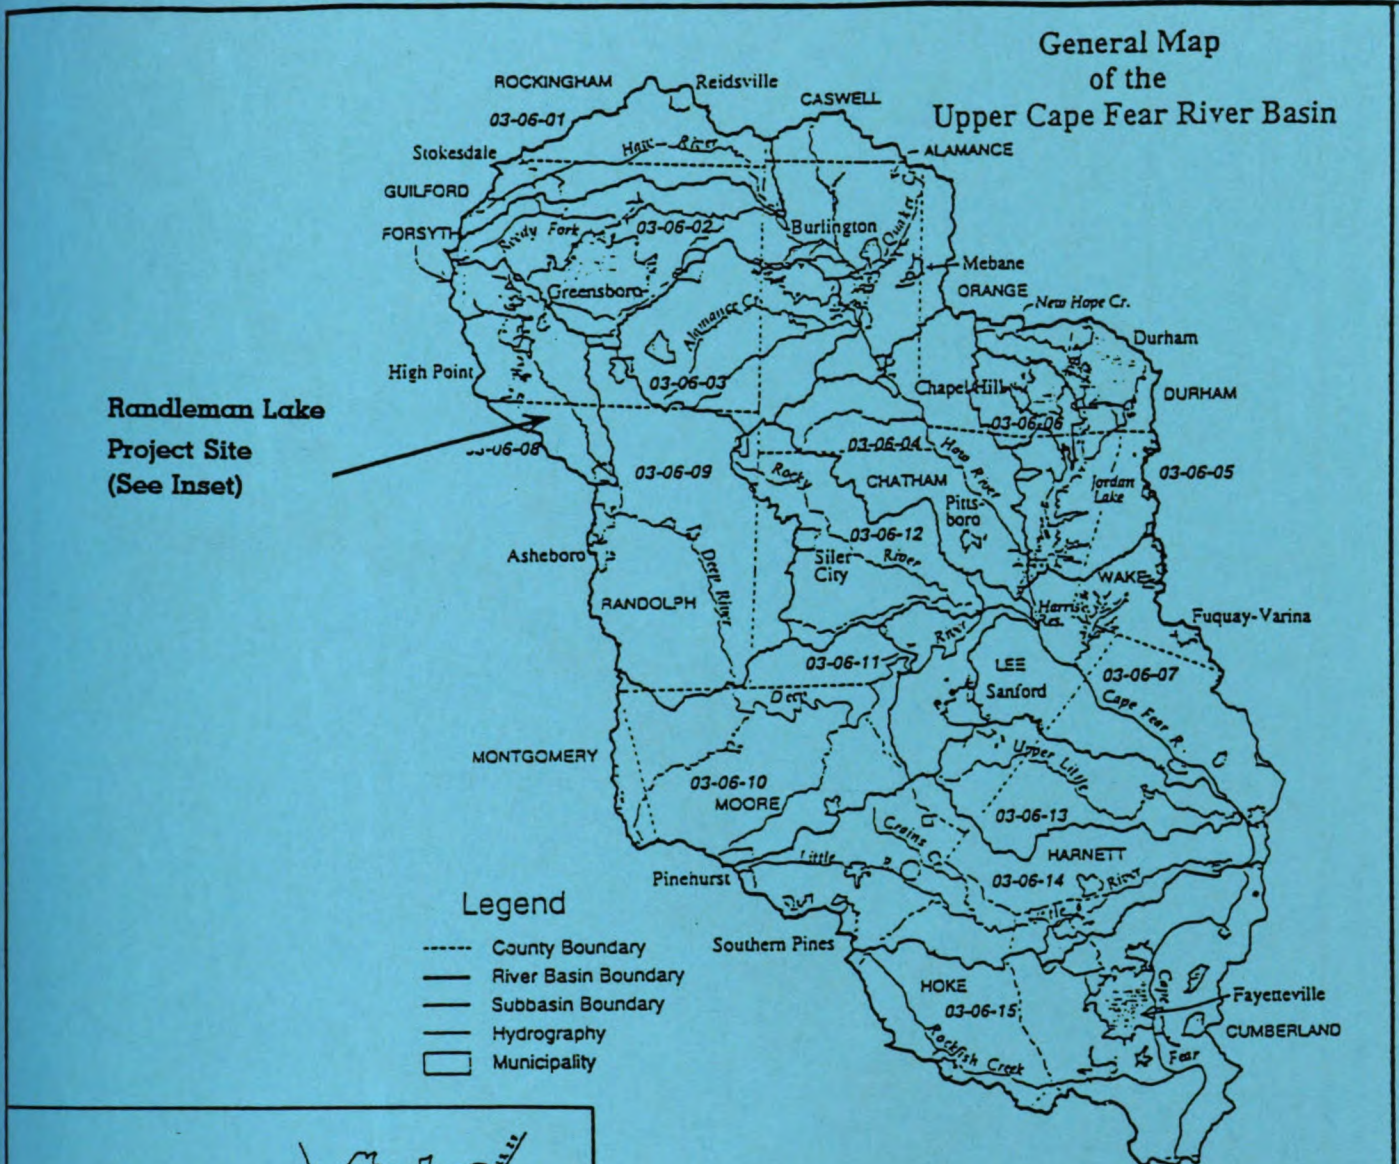 General Map
of the
Upper Cape Fear River Basin
ROCKINGHAM
Reidsville
CASWELL
03-06-01
Stokesdale
Haw River
ALAMANCE
GUILFORD
FORSYTH
Reedy Fork
03-06-02
Burlington
Quaker C.
Mebane
ORANGE
Greensboro
New Hope Cr.
Alamance Cr.
Durham
High Point
03-06-03
Chapel Hill
DURHAM
Randleman Lake
Project Site
(See Inset)
03-06-06
03-06-04
-06-08
03-06-09
Rocky
Haw River
CHATHAM
Jordan
Lake
03-06-05
Pitts-
boro
03-06-12
Asheboro
Deep River
Siler
City
River
WAKE
RANDOLPH
Harris
Res.
Fuquay-Varina
River
03-06-11
LEE
Sanford
03-06-07
Deep
Cape Fear R.
MONTGOMERY
Upper Little
03-06-10
MOORE
03-06-13
Crains
HARNETT
Little
Pinehurst
03-06-14
River
Legend
County Boundary
River Basin Boundary
Subbasin Boundary
Hydrography
Municipality
Southern Pines
HOKE
03-06-15
Cape
Fayetteville
CUMBERLAND
Rockfish Creek
Fear